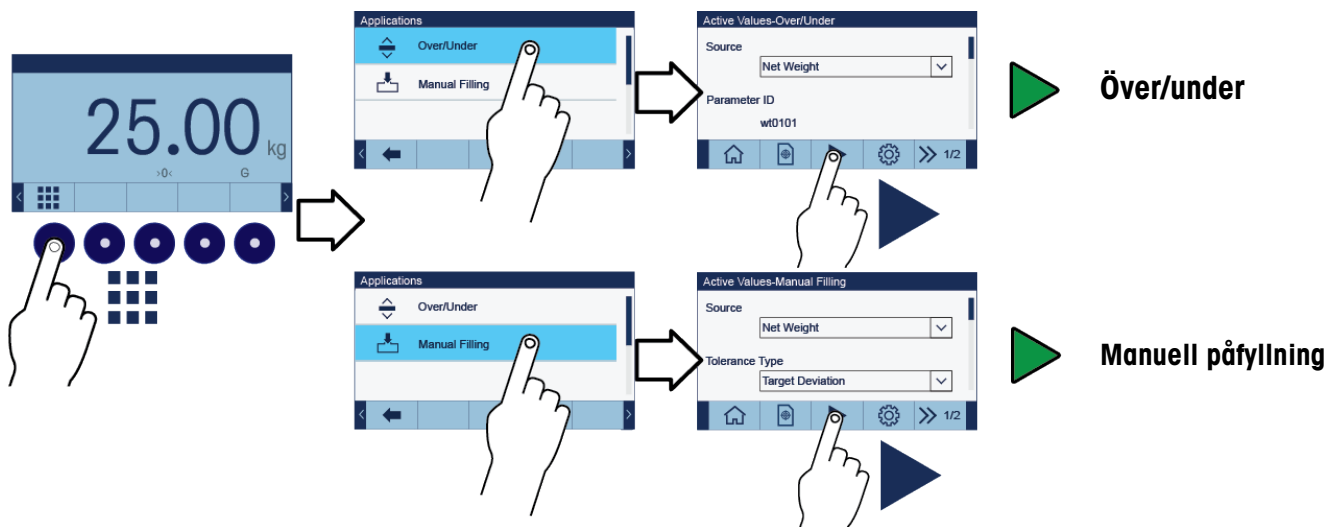 25.00 kg
>0< G
Applications
Over/Under
Manual Filling
Active Values-Over/Under
Source
Net Weight
Parameter ID
wt0101
1/2
Över/under
Applications
Over/Under
Manual Filling
Active Values-Manual Filling
Source
Net Weight
Tolerance Type
Target Deviation
1/2
Manuell påfyllning